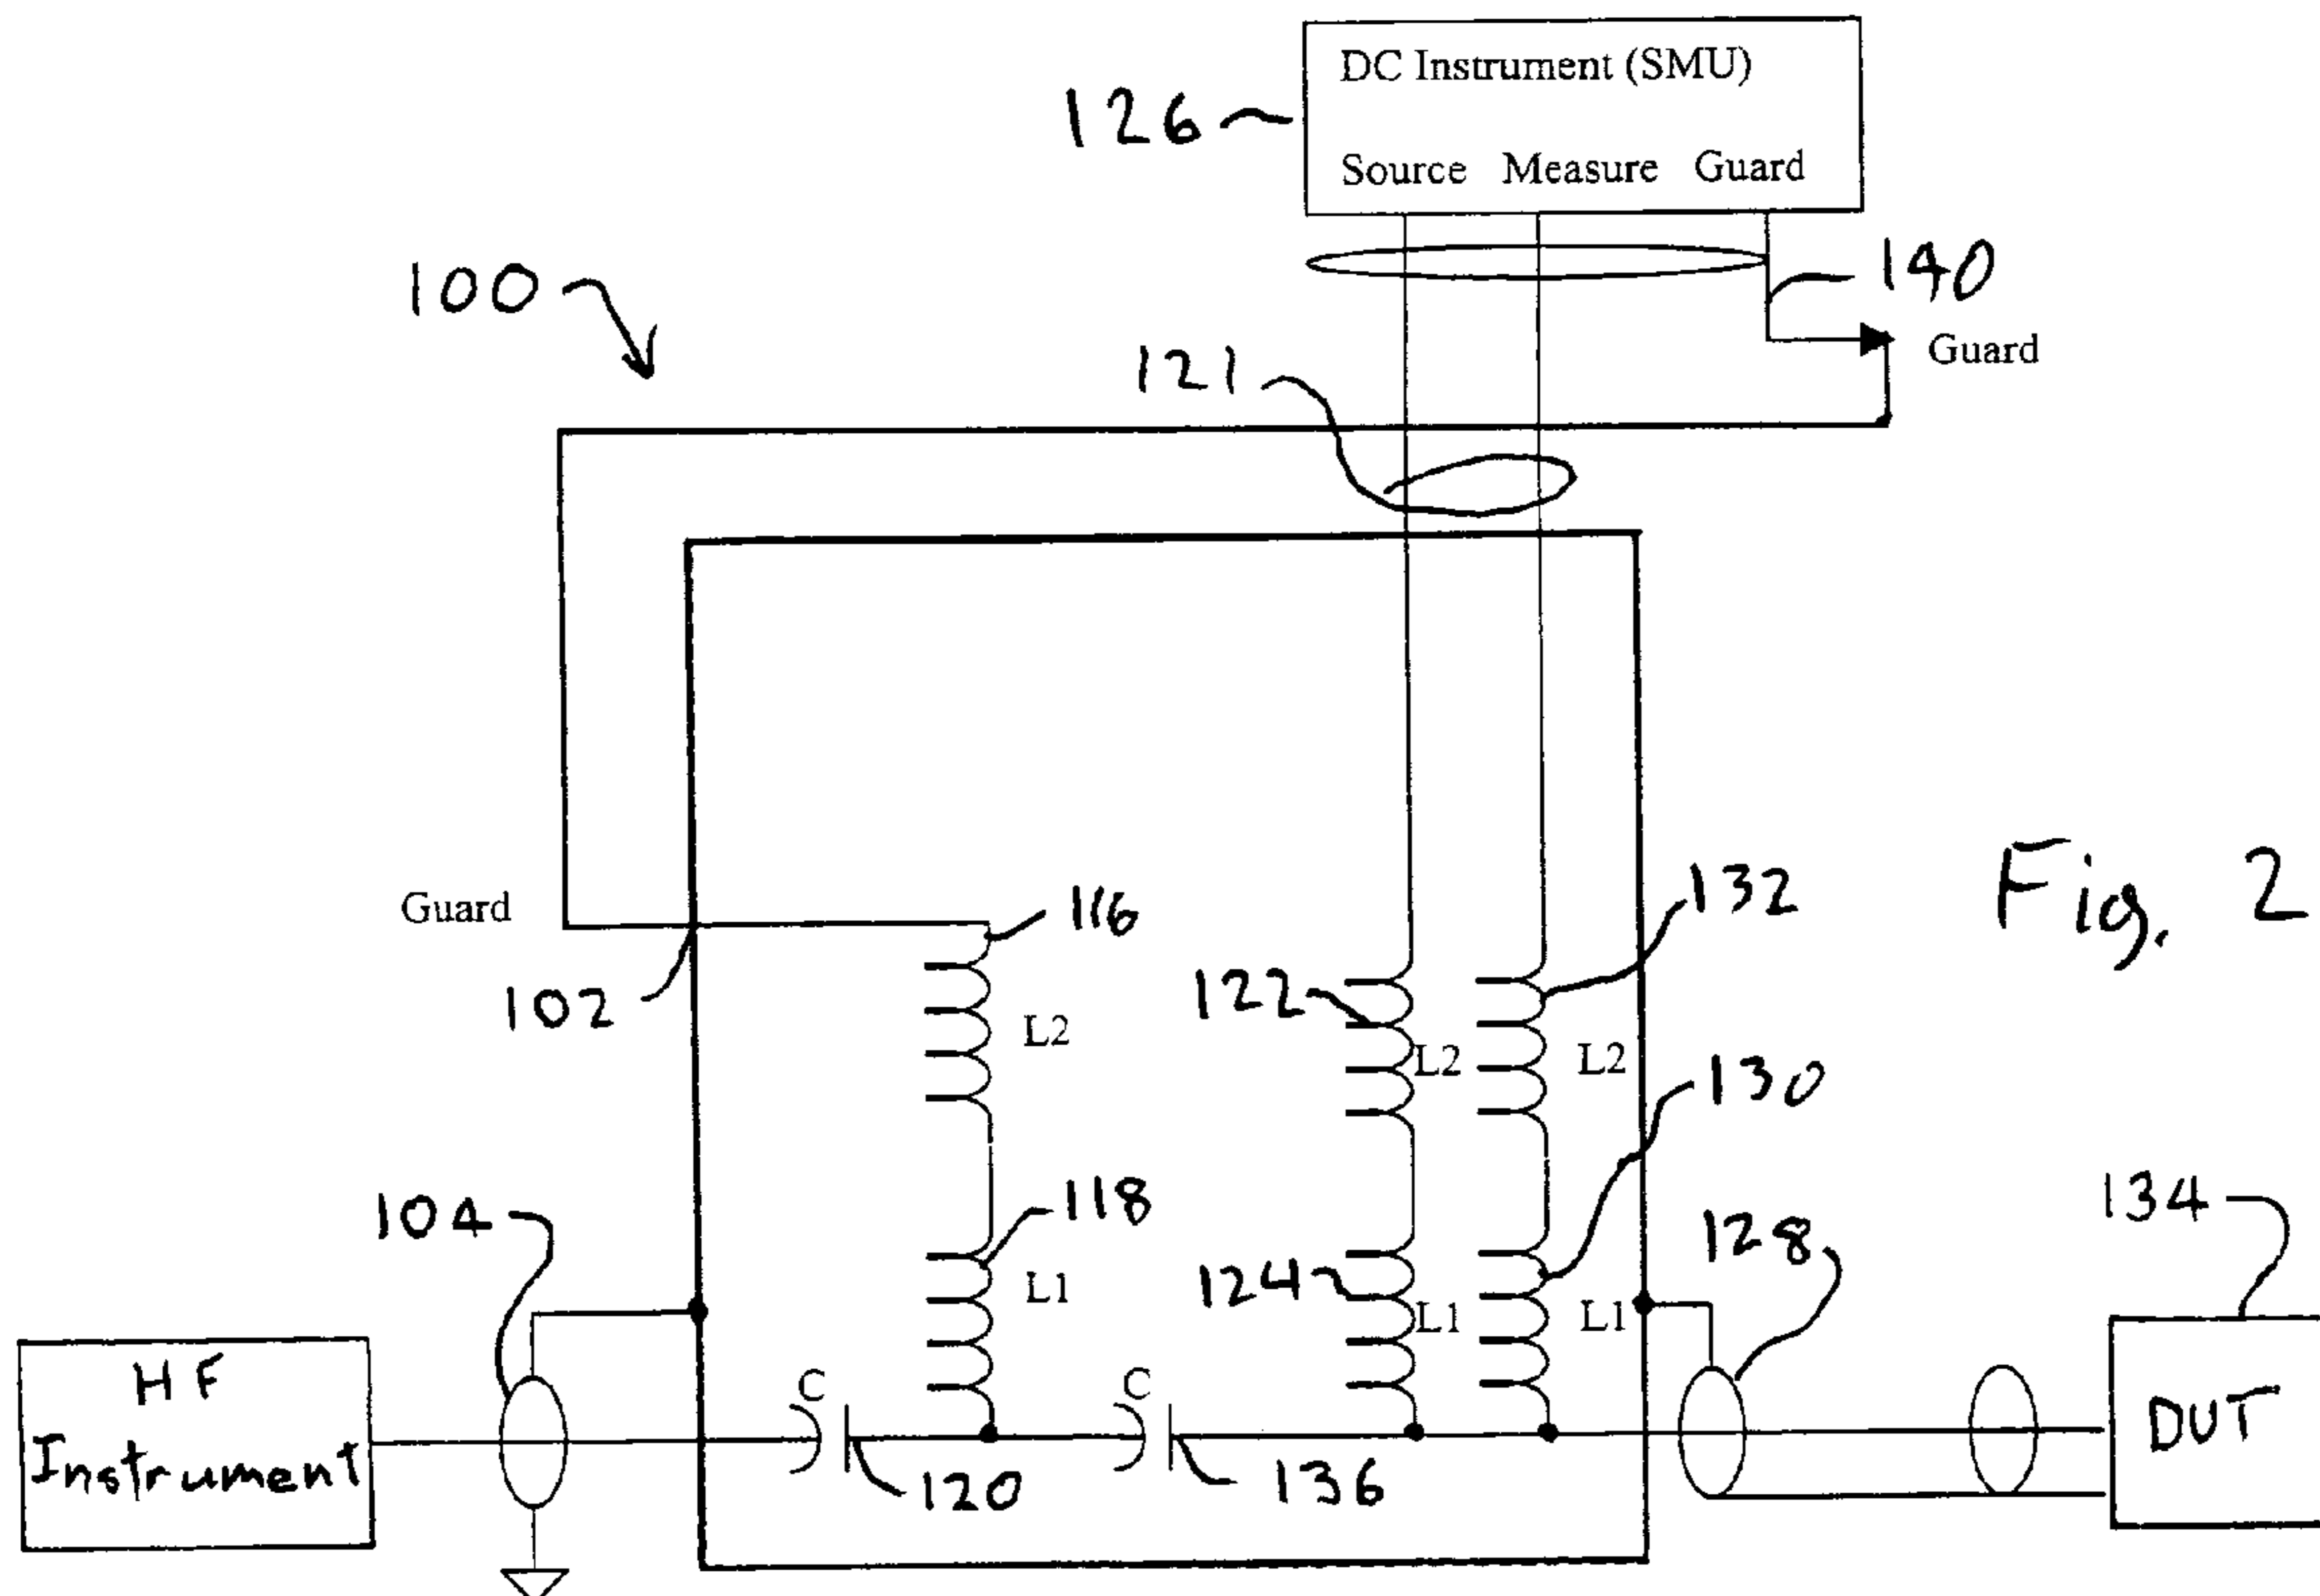 DC Instrument (SMU)
126
Source Measure Guard
100
140
Guard
121
Guard
116
132
Fig. 2
102
122
L2
L2
L2
130
118
134
104
128
124
L1
L1
L1
HF
Instrument
C
C
DUT
120
136